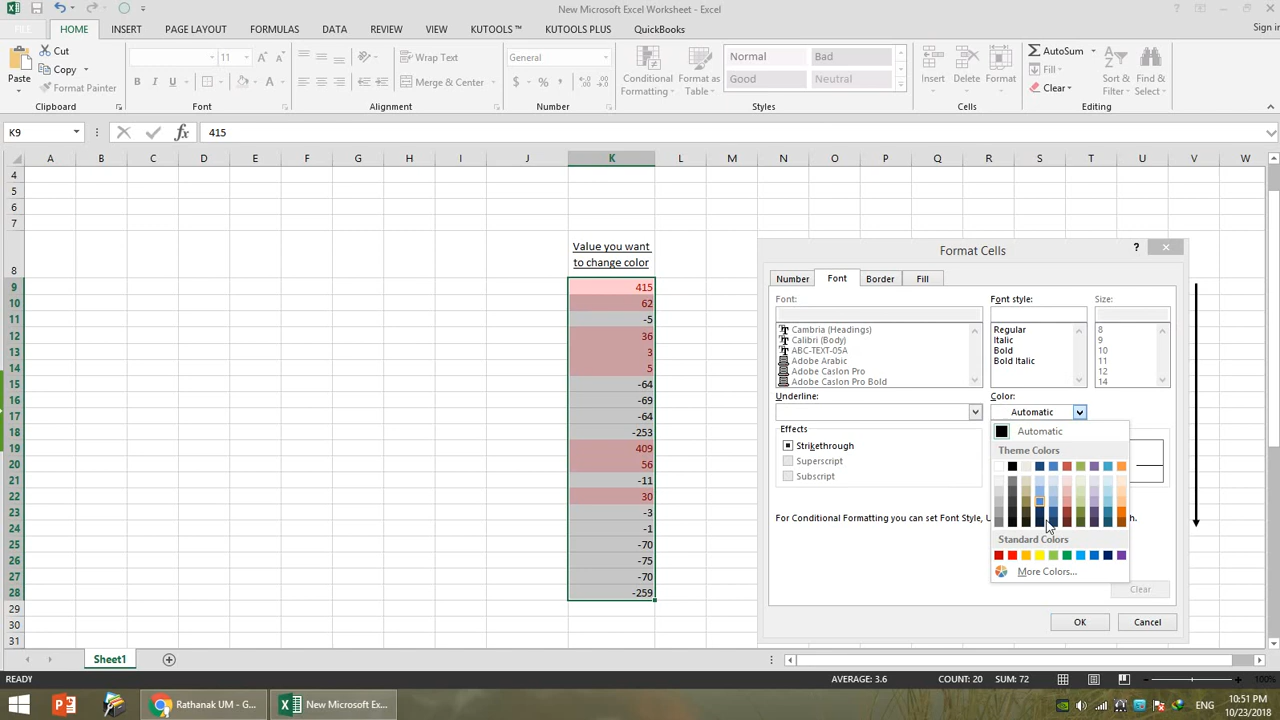 New Microsoft Excel Worksheet - Excel
FILE HOME INSERT PAGE LAYOUT FORMULAS DATA REVIEW VIEW KUTOOLS ™ KUTOOLS PLUS QuickBooks Sign in
Paste
Cut
Copy
Format Painter
Clipboard
11
B I U
Font
Wrap Text
Merge & Center
Alignment
General
$ % ,
Number
Conditional
Formatting
Format as
Table
Normal Bad
Good Neutral
Styles
Insert Delete Format
Cells
AutoSum
Fill
Clear
Sort &
Filter
Find &
Select
Editing
K9 fx 415
A B C D E F G H I J K L M N O P Q R S T U V W
4
5
6
7
8 Value you want
to change color
9 415
10 62
11 -5
12 36
13 3
14 5
15 -64
16 -69
17 -64
18 -253
19 409
20 56
21 -11
22 30
23 -3
24 -1
25 -70
26 -75
27 -70
28 -259
29
30
31
Format Cells ?
Number Font Border Fill
Font: Font style: Size:
Cambria (Headings) Regular 8
Calibri (Body) Italic 9
ABC-TEXT-05A Bold 10
Adobe Arabic Bold Italic 11
Adobe Caslon Pro 12
Adobe Caslon Pro Bold 14
Underline: Color:
Automatic
Effects
Strikethrough
Superscript
Subscript
Automatic
Theme Colors
Standard Colors
More Colors...
For Conditional Formatting you can set Font Style, U
h.
Clear
OK Cancel
Sheet1
READY AVERAGE: 3.6 COUNT: 20 SUM: 72 100%
Rathanak UM - G... New Microsoft Ex... ENG 10:51 PM
10/23/2018